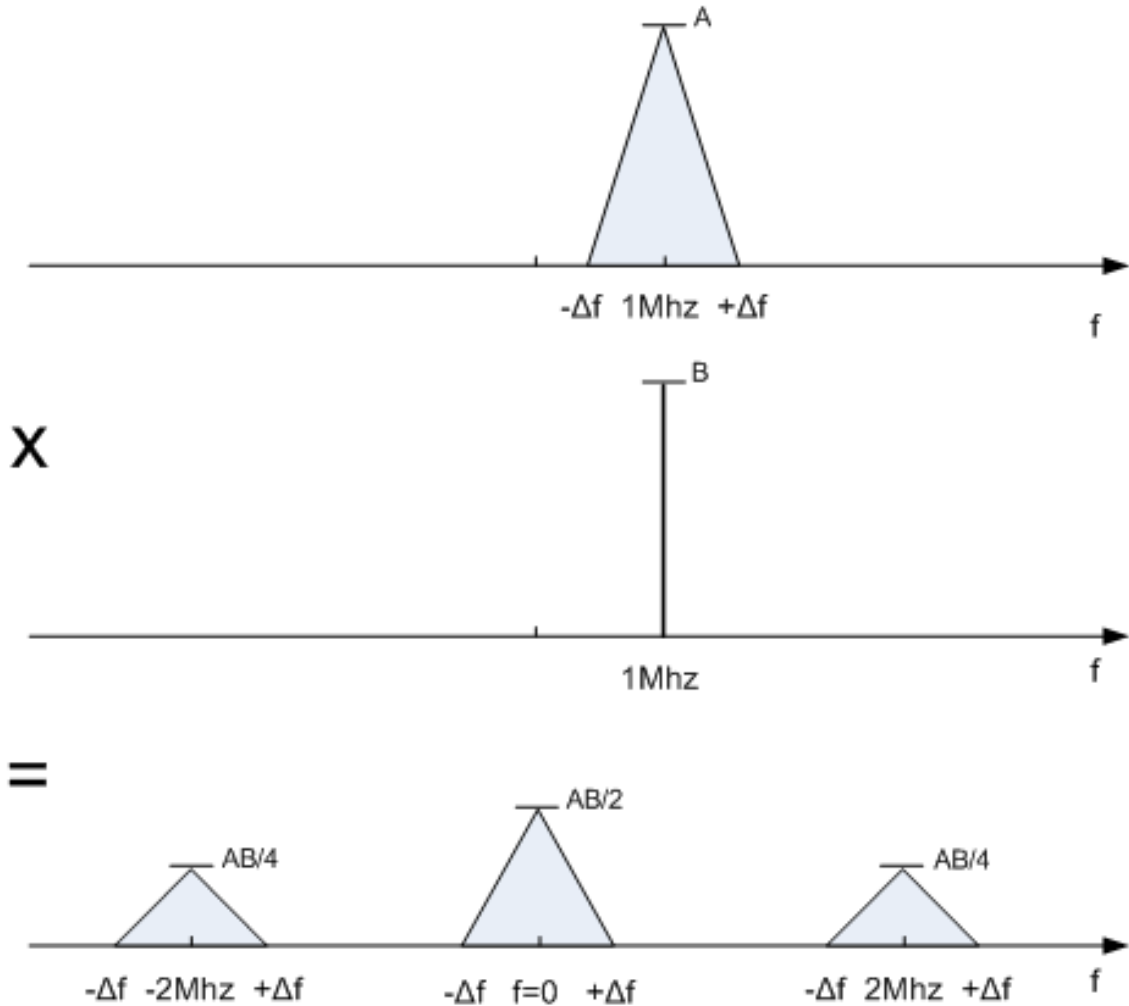 A
-Δf 1Mhz +Δf
f
B
X
1Mhz
f
=
AB/4
AB/2
AB/4
-Δf -2Mhz +Δf
-Δf f=0 +Δf
-Δf 2Mhz +Δf
f